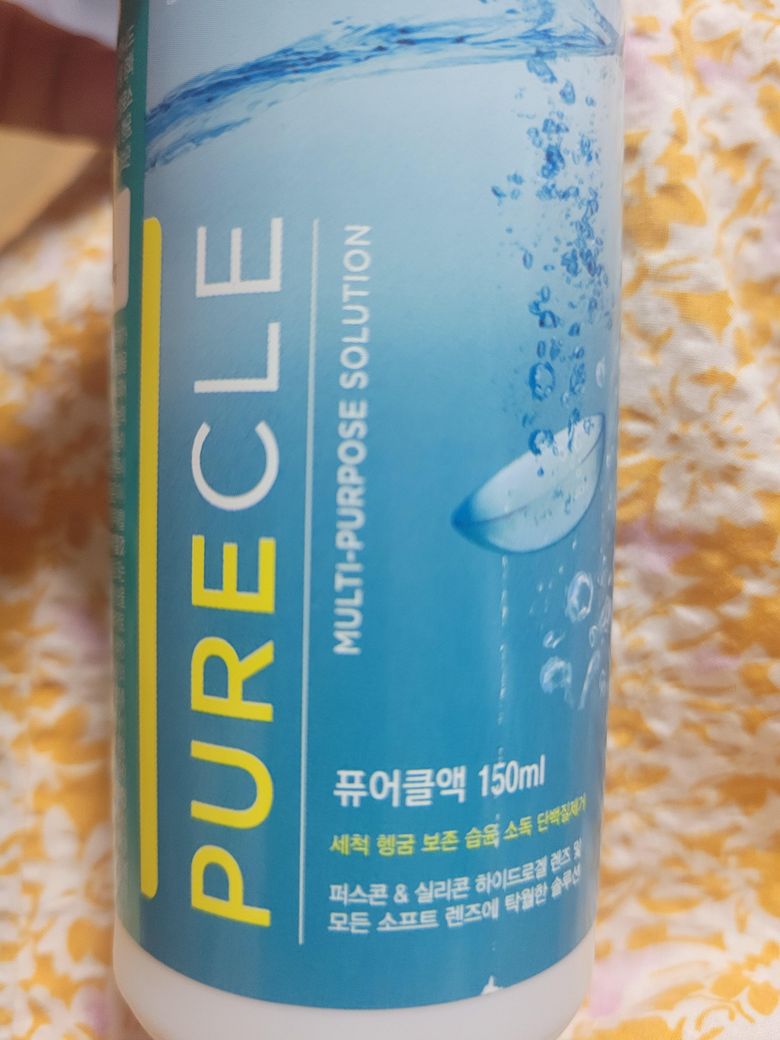 PURECLE
MULTI-PURPOSE SOLUTION
퓨어클액 150ml
세척 헹굼 보존 습윤 소독 단백질제거
퍼스콘 & 실리콘 하이드로겔 렌즈 및
모든 소프트 렌즈에 탁월한 솔루션